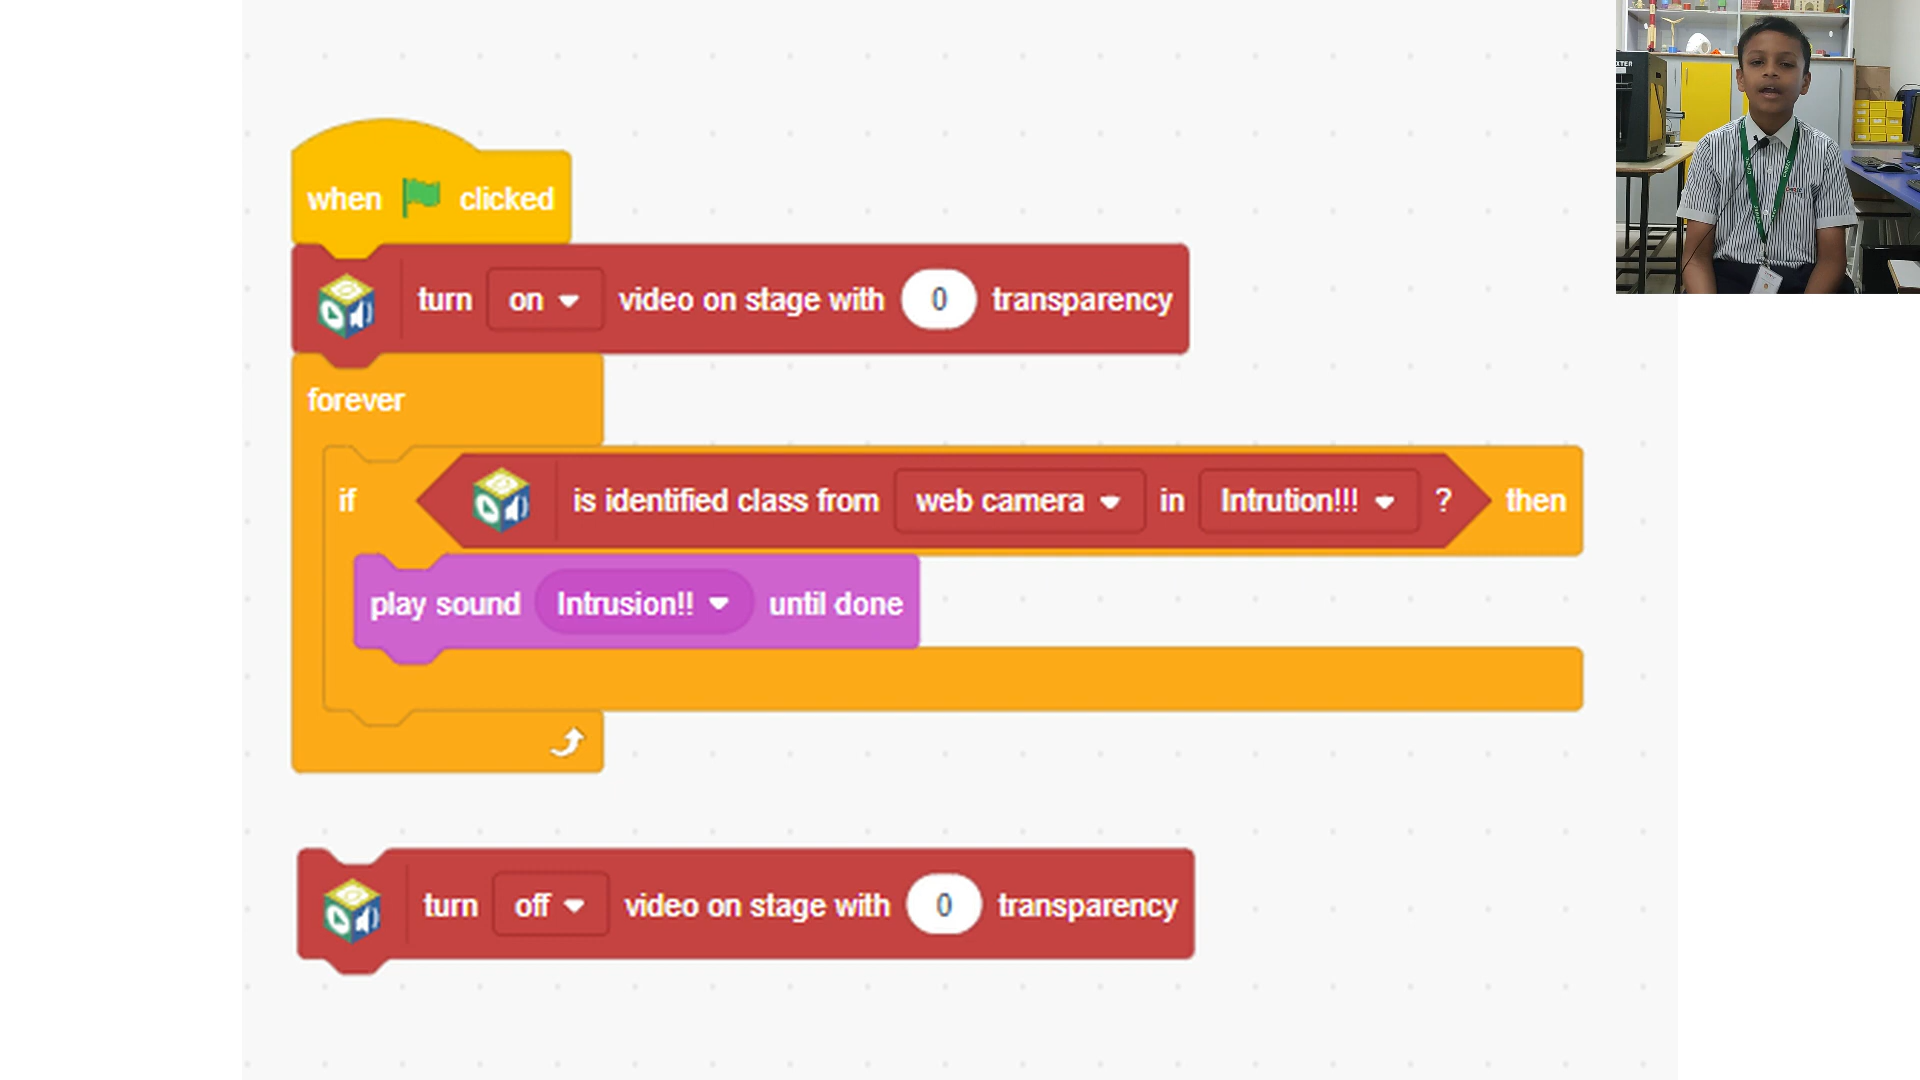 when clicked
turn on video on stage with 0 transparency
forever
if is identified class from web camera in Intrution!!! ? then
play sound Intrusion!! until done
turn off video on stage with 0 transparency